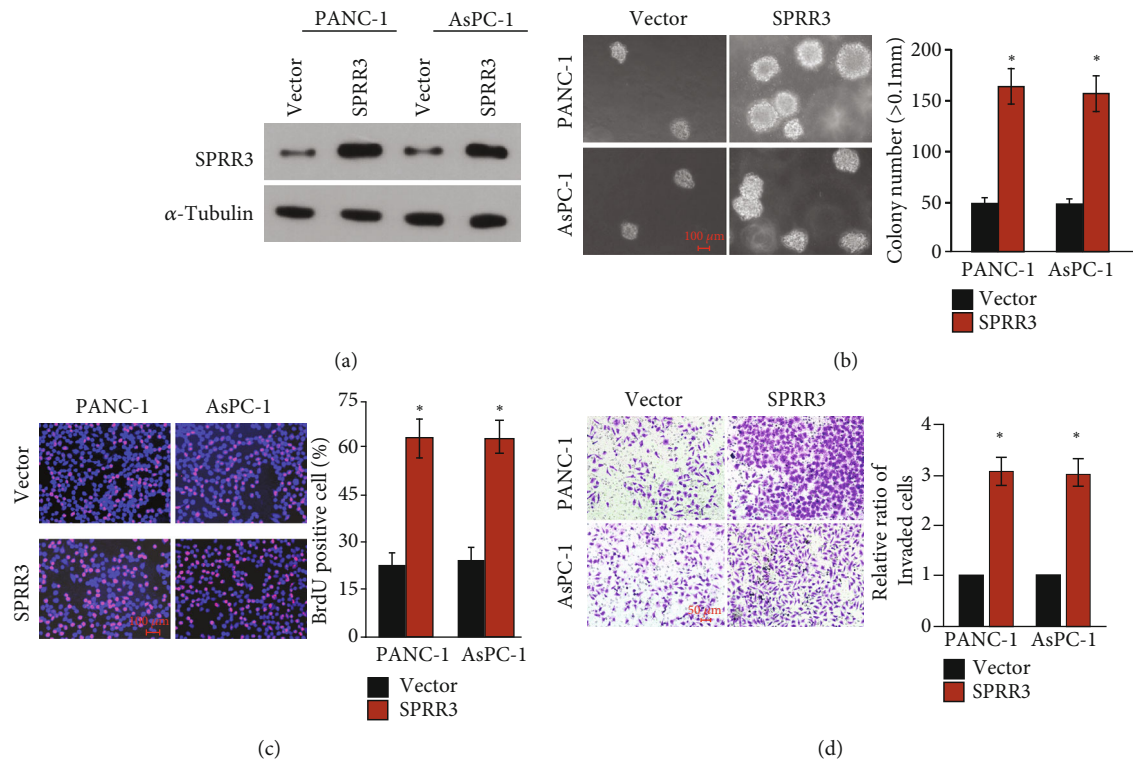 PANC-1 AsPC-1
Vector SPRR3 Vector SPRR3
SPRR3
α-Tubulin
(a)
Vector SPRR3
PANC-1
AsPC-1
100 μm
Colony number (>0.1mm)
200
150
100
50
0
PANC-1 AsPC-1
* *
Vector
SPRR3
(b)
PANC-1 AsPC-1
Vector
SPRR3
100 μm
BrdU positive cell (%)
75
60
45
30
15
0
* *
PANC-1 AsPC-1
Vector
SPRR3
(c)
Vector SPRR3
PANC-1
AsPC-1
50 μm
Relative ratio of
Invaded cells
4
3
2
1
0
* *
PANC-1 AsPC-1
Vector
SPRR3
(d)